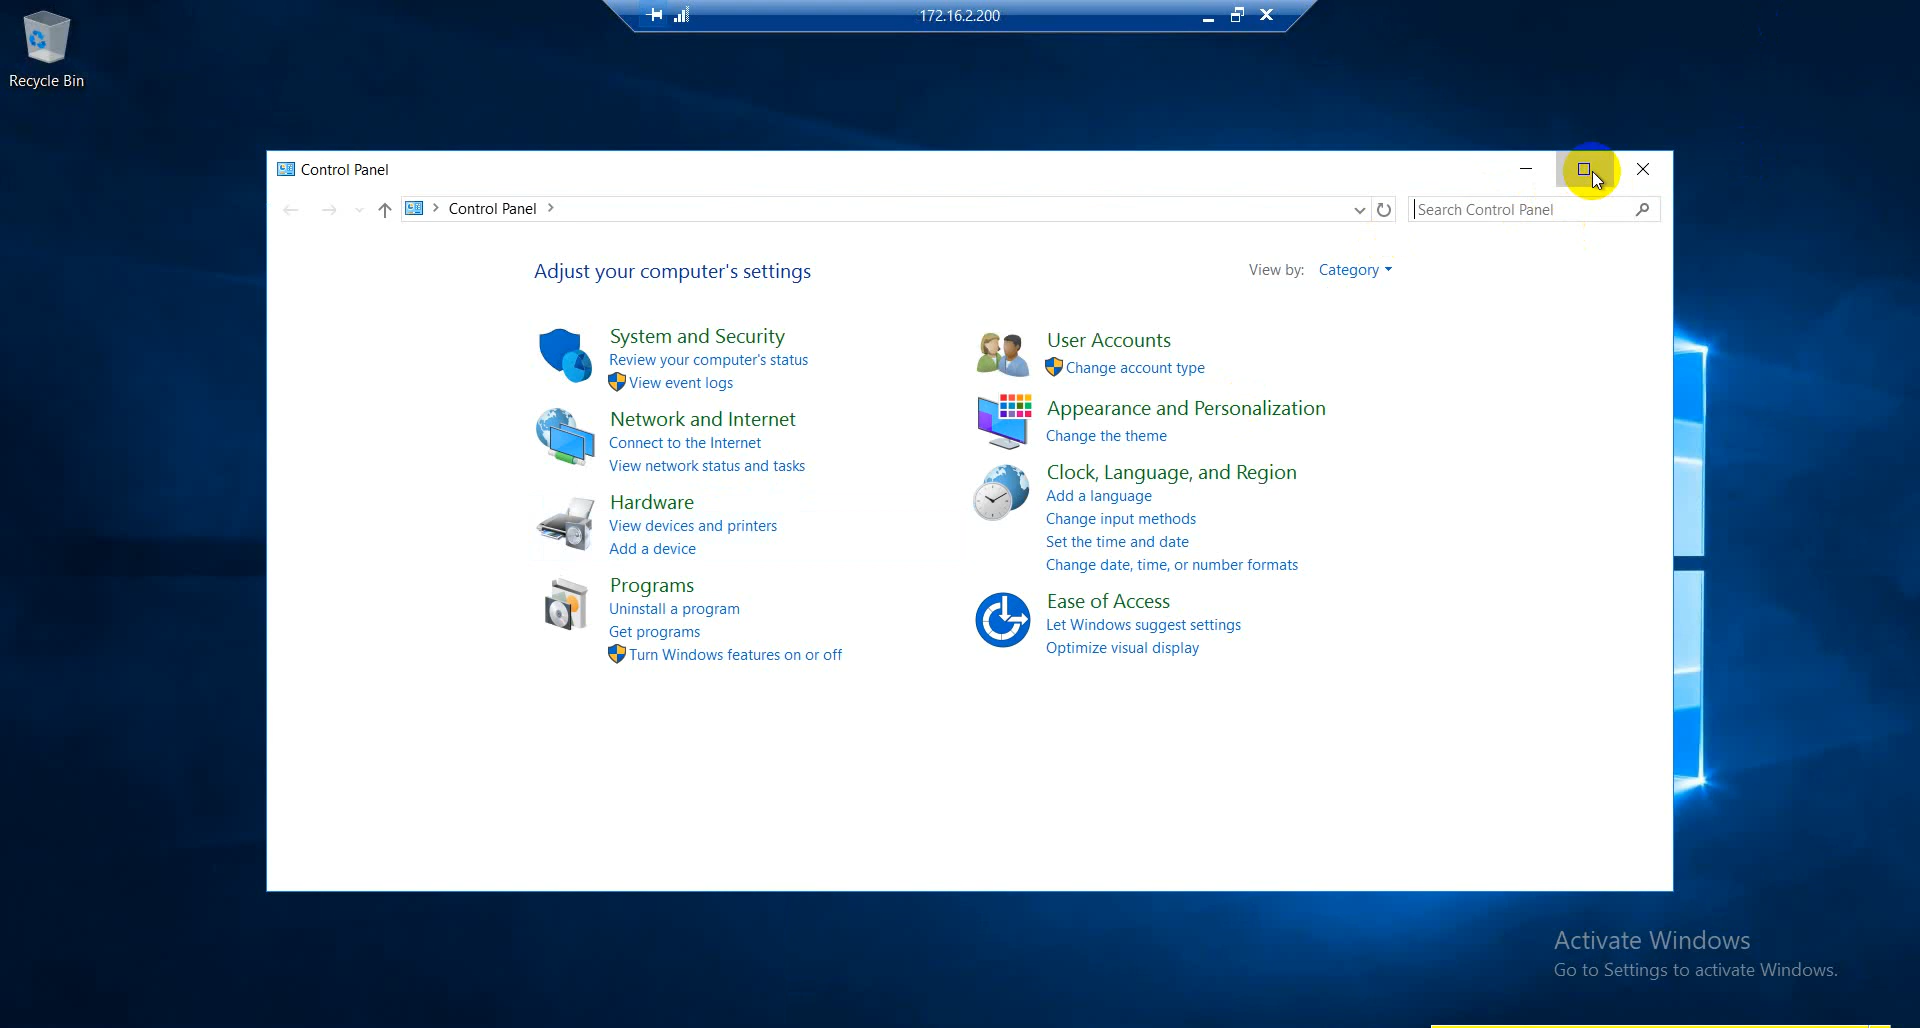 172.16.2.200
Recycle Bin
Control Panel
Control Panel
Search Control Panel
Adjust your computer's settings
View by: Category
System and Security
Review your computer's status
View event logs
Network and Internet
Connect to the Internet
View network status and tasks
Hardware
View devices and printers
Add a device
Programs
Uninstall a program
Get programs
Turn Windows features on or off
User Accounts
Change account type
Appearance and Personalization
Change the theme
Clock, Language, and Region
Add a language
Change input methods
Set the time and date
Change date, time, or number formats
Ease of Access
Let Windows suggest settings
Optimize visual display
Activate Windows
Go to Settings to activate Windows.